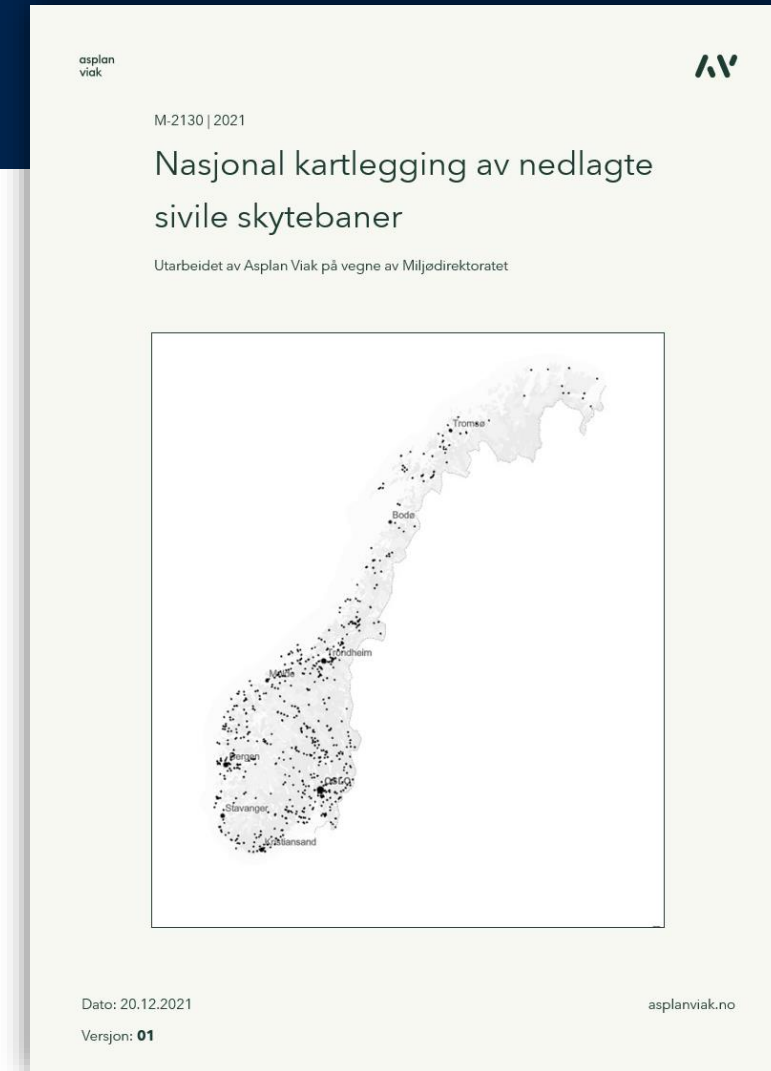 asplan
viak
M-2130 | 2021
Nasjonal kartlegging av nedlagte
sivile skytebaner
Utarbeidet av Asplan Viak på vegne av Miljødirektoratet
Tromsø
Bodø
Trondheim
Molde
Bergen
OSLO
Stavanger
Kristiansand
Dato: 20.12.2021
asplanviak.no
Versjon: 01